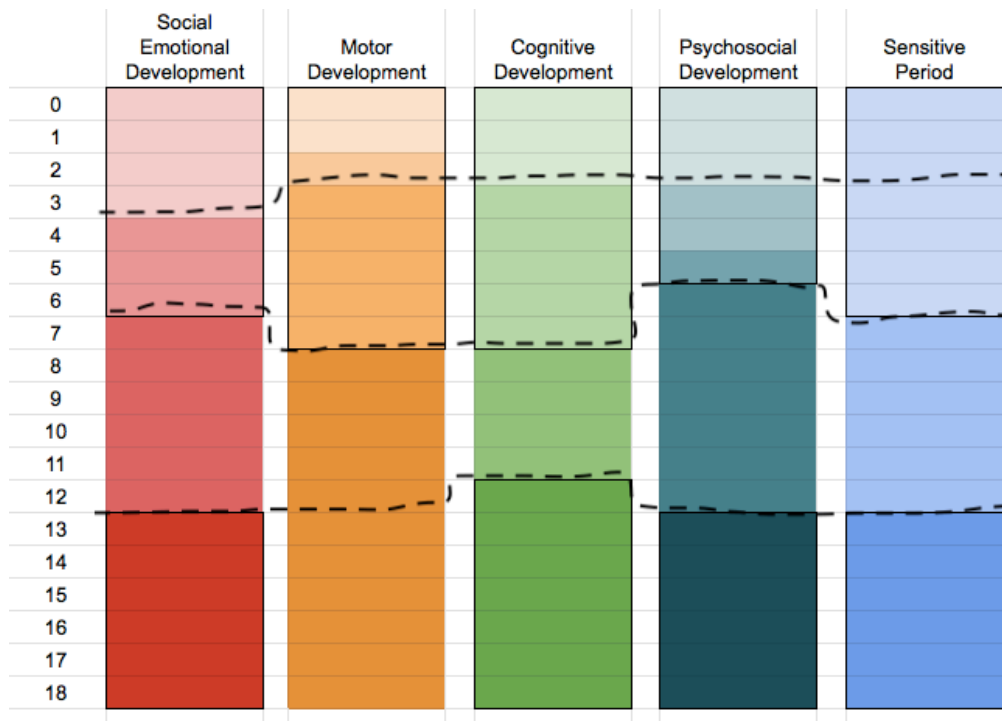 Social
Emotional
Development
Motor
Development
Cognitive
Development
Psychosocial
Development
Sensitive
Period
0
1
2
3
4
5
6
7
8
9
10
11
12
13
14
15
16
17
18